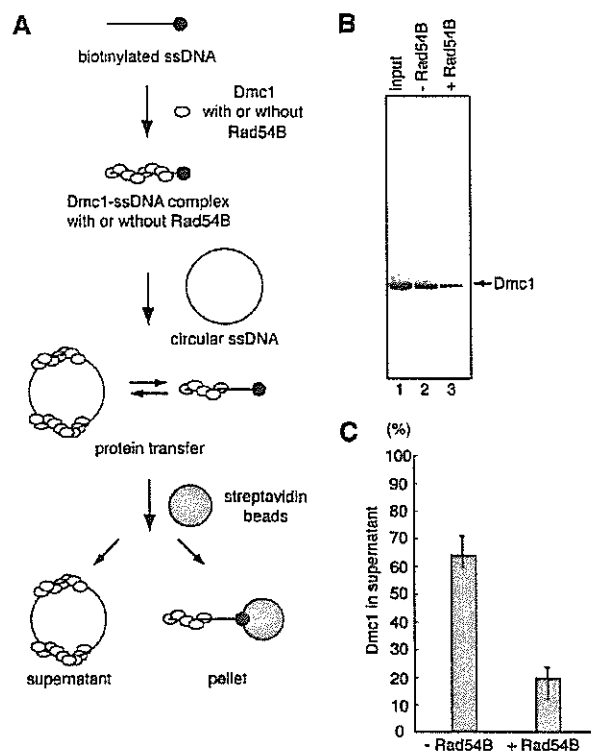 A
biotinylated ssDNA
Dmc1
with or wtthout
Rad54B
Dmc1-ssDNA complex
with or wthout Rad54B
circular ssDNA
protein transfer
streptavidin
beads
supernatant
pellet
B
input
- Rad54B
+ Rad54B
Dmc1
1 2 3
C
(%)
Dmc1 in supernatant
100
90
80
70
60
50
40
30
20
10
0
- Rad54B + Rad54B